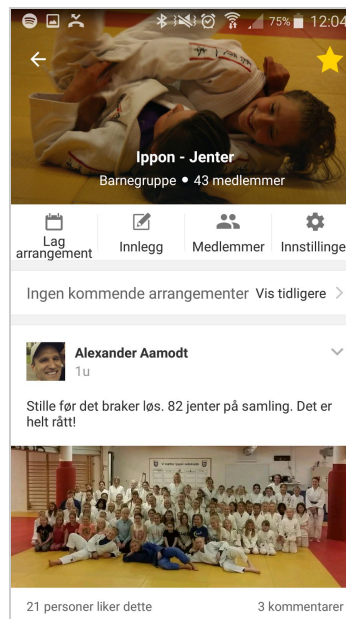 75% 12:04
Ippon - Jenter
Barnegruppe • 43 medlemmer
Lag
arrangement
Innlegg
Medlemmer
Innstillinge
Ingen kommende arrangementer
Vis tidligere
Alexander Aamodt
1u
Stille før det braker løs. 82 jenter på samling. Det er
helt rått!
21 personer liker dette
3 kommentarer